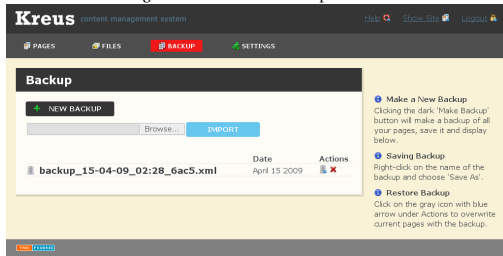 Kreus content management system
Help Show Site Logout
PAGES FILES BACKUP SETTINGS
Backup
+ NEW BACKUP
Browse... IMPORT
Date Actions
backup_15-04-09_02:28_6ac5.xml April 15 2009
Make a New Backup
Clicking the dark 'Make Backup'
button will make a backup of all
your pages, save it and display
below.
Saving Backup
Right-click on the name of the
backup and choose 'Save As'.
Restore Backup
Click on the gray icon with blue
arrow under Actions to overwrite
current pages with the backup.